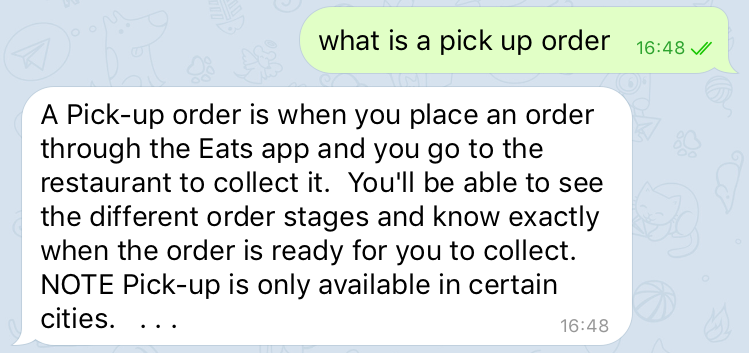 what is a pick up order 16:48
A Pick-up order is when you place an order
through the Eats app and you go to the
restaurant to collect it.  You'll be able to see
the different order stages and know exactly
when the order is ready for you to collect.
NOTE Pick-up is only available in certain
cities.   . . . 16:48